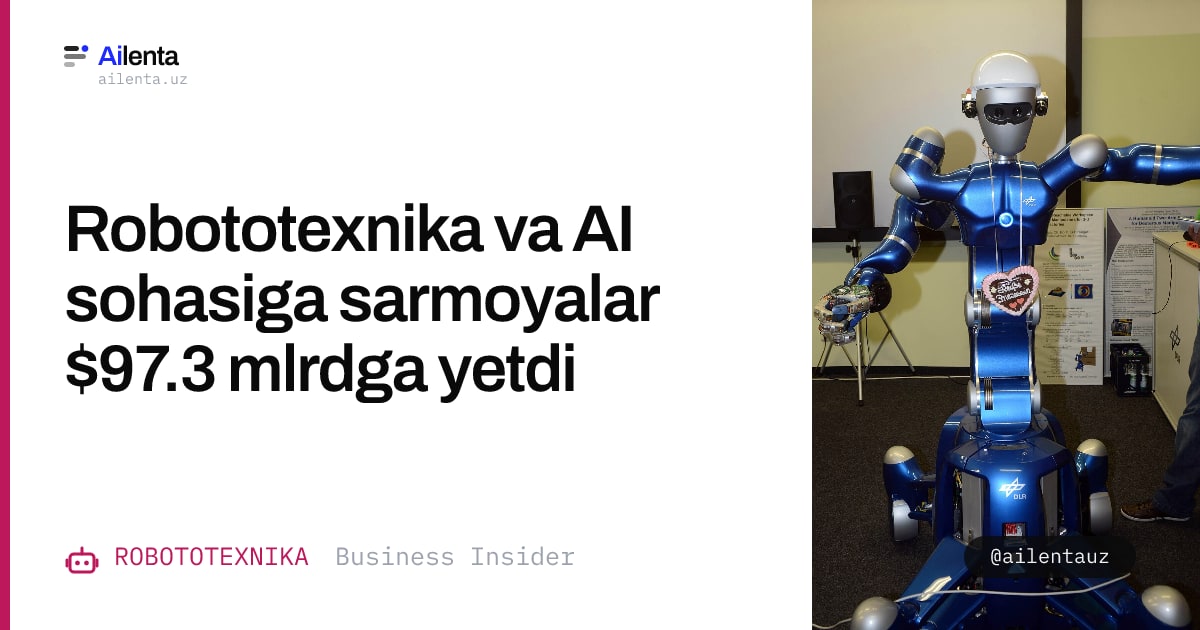 Ailenta
ailenta.uz
Robototexnika va AI
sohasiga sarmoyalar
$97.3 mlrdga yetdi
ROBOTOTEXNIKA Business Insider
DLR
@ailentauz